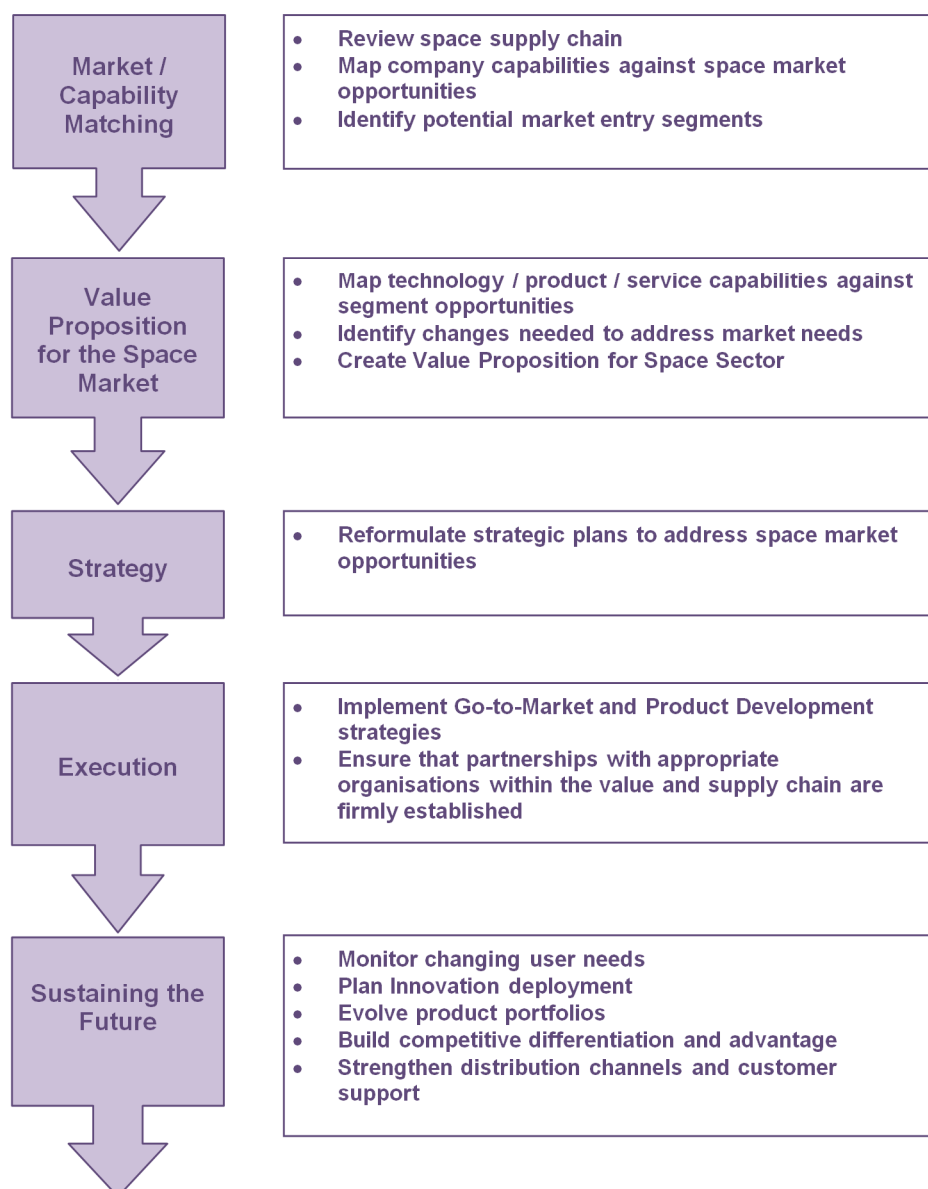 Market /
Capability
Matching
• Review space supply chain
• Map company capabilities against space market
opportunities
• Identify potential market entry segments
Value
Proposition
for the Space
Market
• Map technology / product / service capabilities against
segment opportunities
• Identify changes needed to address market needs
• Create Value Proposition for Space Sector
Strategy
• Reformulate strategic plans to address space market
opportunities
Execution
• Implement Go-to-Market and Product Development
strategies
• Ensure that partnerships with appropriate
organisations within the value and supply chain are
firmly established
Sustaining the
Future
• Monitor changing user needs
• Plan Innovation deployment
• Evolve product portfolios
• Build competitive differentiation and advantage
• Strengthen distribution channels and customer
support